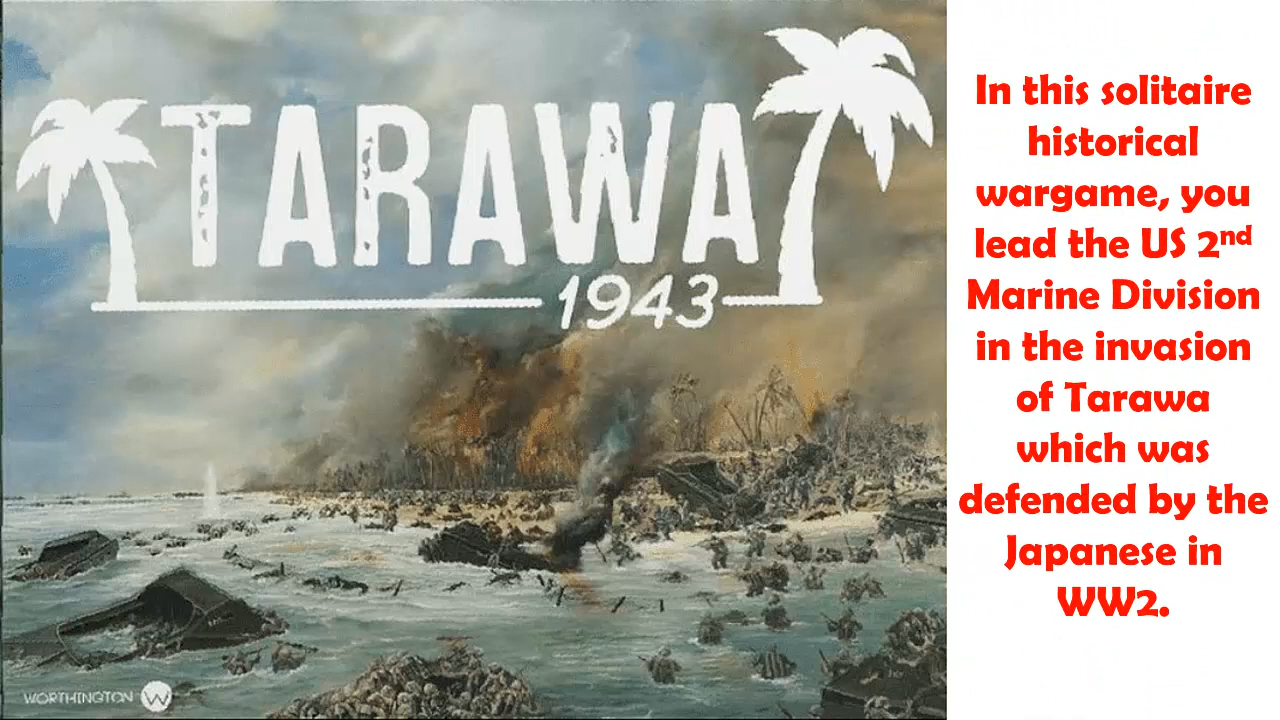 TARAWA
1943
WORTHINGTON W
In this solitaire
historical
wargame, you
lead the US 2nd
Marine Division
in the invasion
of Tarawa
which was
defended by the
Japanese in
WW2.